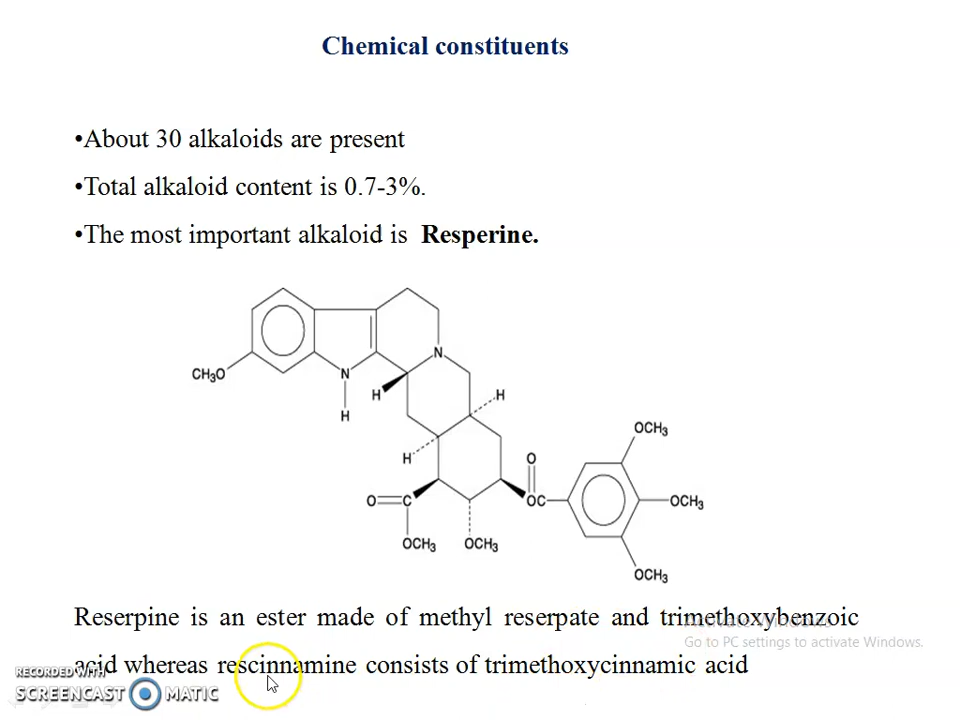 Chemical constituents
•About 30 alkaloids are present
•Total alkaloid content is 0.7-3%.
•The most important alkaloid is Resperine.
CH₃O
N
H
H
N
H
H
O
C
OCH₃
OCH₃
O
OC
OCH₃
OCH₃
OCH₃
Reserpine is an ester made of methyl reserpate and trimethoxybenzoic
acid whereas rescinnamine consists of trimethoxycinnamic acid
Activate Windows
Go to PC settings to activate Windows.
RECORDED WITH
SCREENCAST MATIC